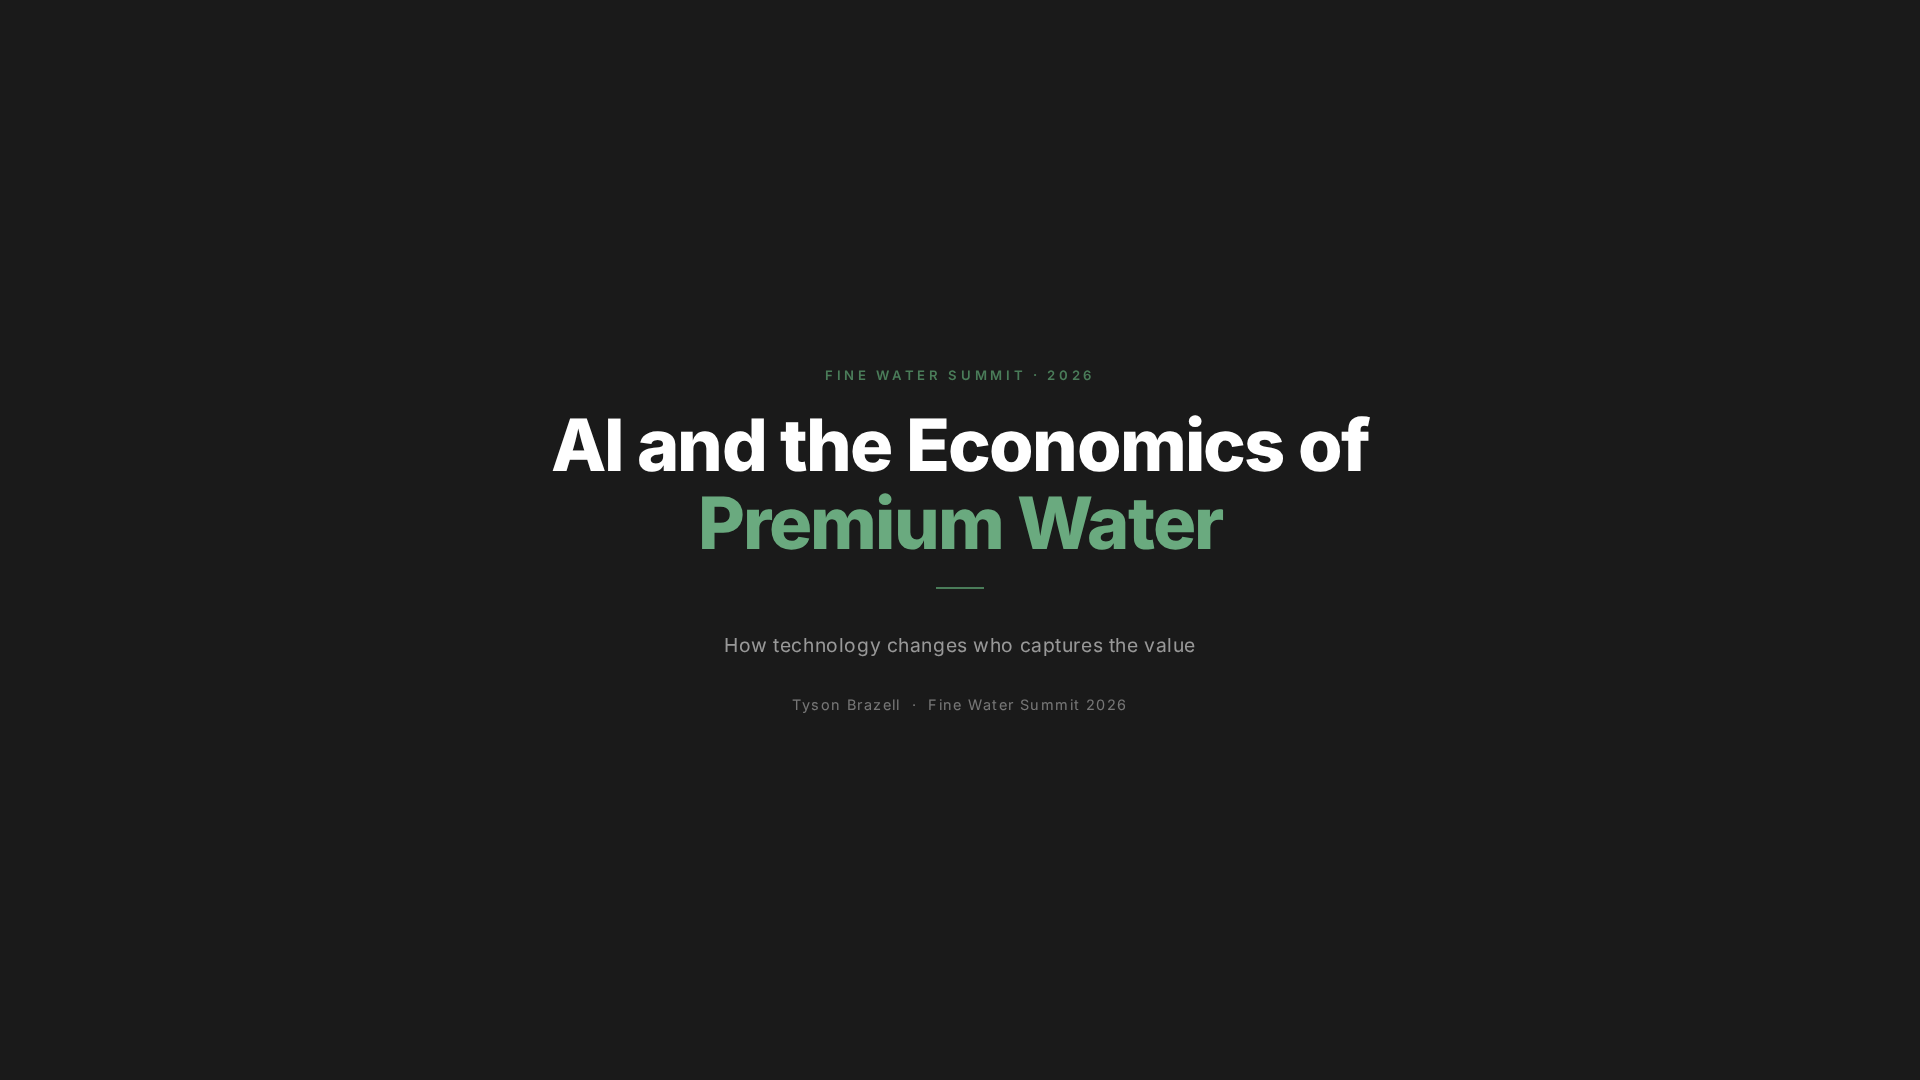 FINE WATER SUMMIT · 2026
AI and the Economics of
Premium Water
How technology changes who captures the value
Tyson Brazell · Fine Water Summit 2026